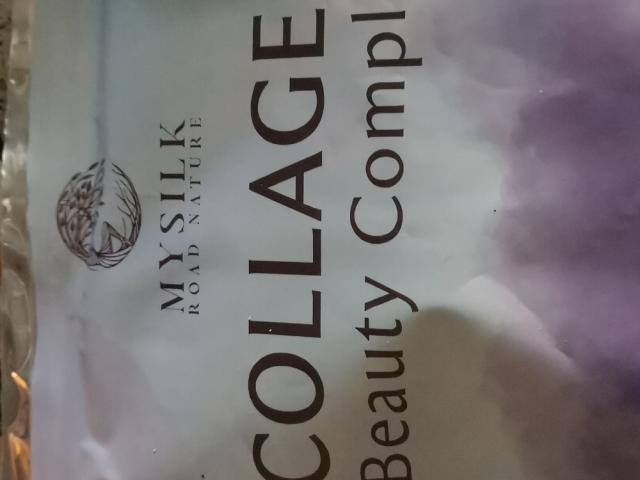 MYSILK
ROAD NATURE
COLLAGE
Beauty Compl